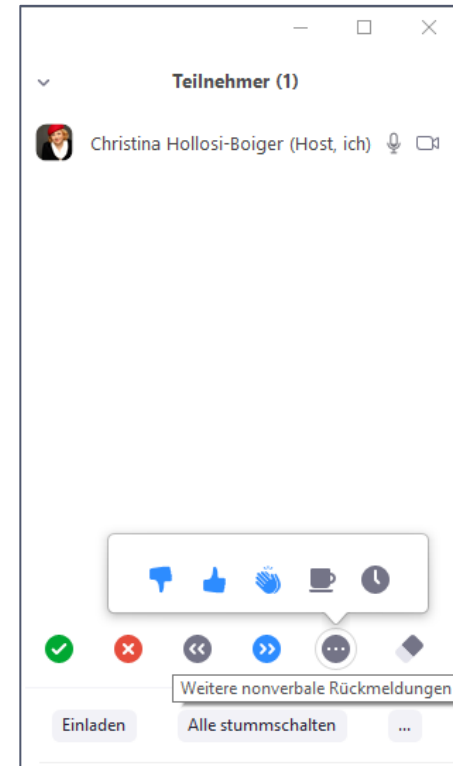 Teilnehmer (1)
Christina Hollosi-Boiger (Host, ich)
Weitere nonverbale Rückmeldungen
Einladen
Alle stummschalten
...